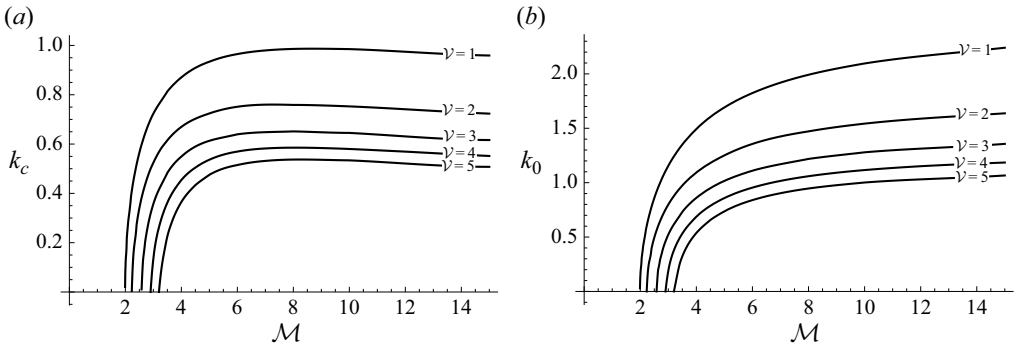 (a)
1.0
0.8
0.6
0.4
0.2
k_c
2 4 6 8 10 12 14
ℳ
𝒱 = 1
𝒱 = 2
𝒱 = 3
𝒱 = 4
𝒱 = 5
(b)
2.0
1.5
1.0
0.5
k_0
2 4 6 8 10 12 14
ℳ
𝒱 = 1
𝒱 = 2
𝒱 = 3
𝒱 = 4
𝒱 = 5